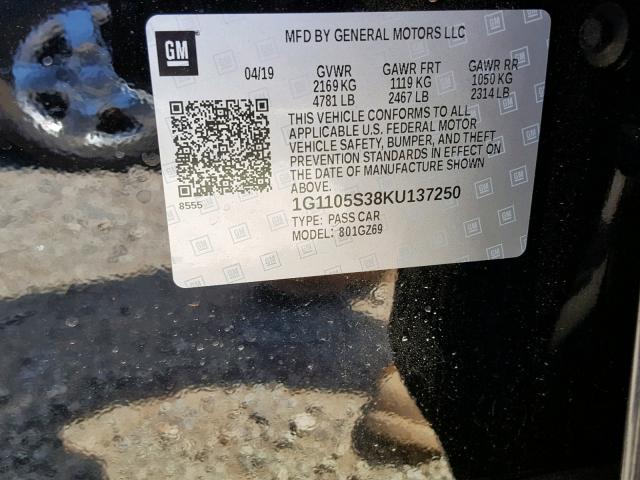 GM
MFD BY GENERAL MOTORS LLC
04/19 GVWR GAWR FRT GAWR RR
2169 KG 1119 KG 1050 KG
4781 LB 2467 LB 2314 LB
THIS VEHICLE CONFORMS TO ALL
APPLICABLE U.S. FEDERAL MOTOR
VEHICLE SAFETY, BUMPER, AND THEFT
PREVENTION STANDARDS IN EFFECT ON
THE DATE OF MANUFACTURE SHOWN
ABOVE.
8555
1G1105S38KU137250
TYPE: PASS CAR
MODEL: 801GZ69